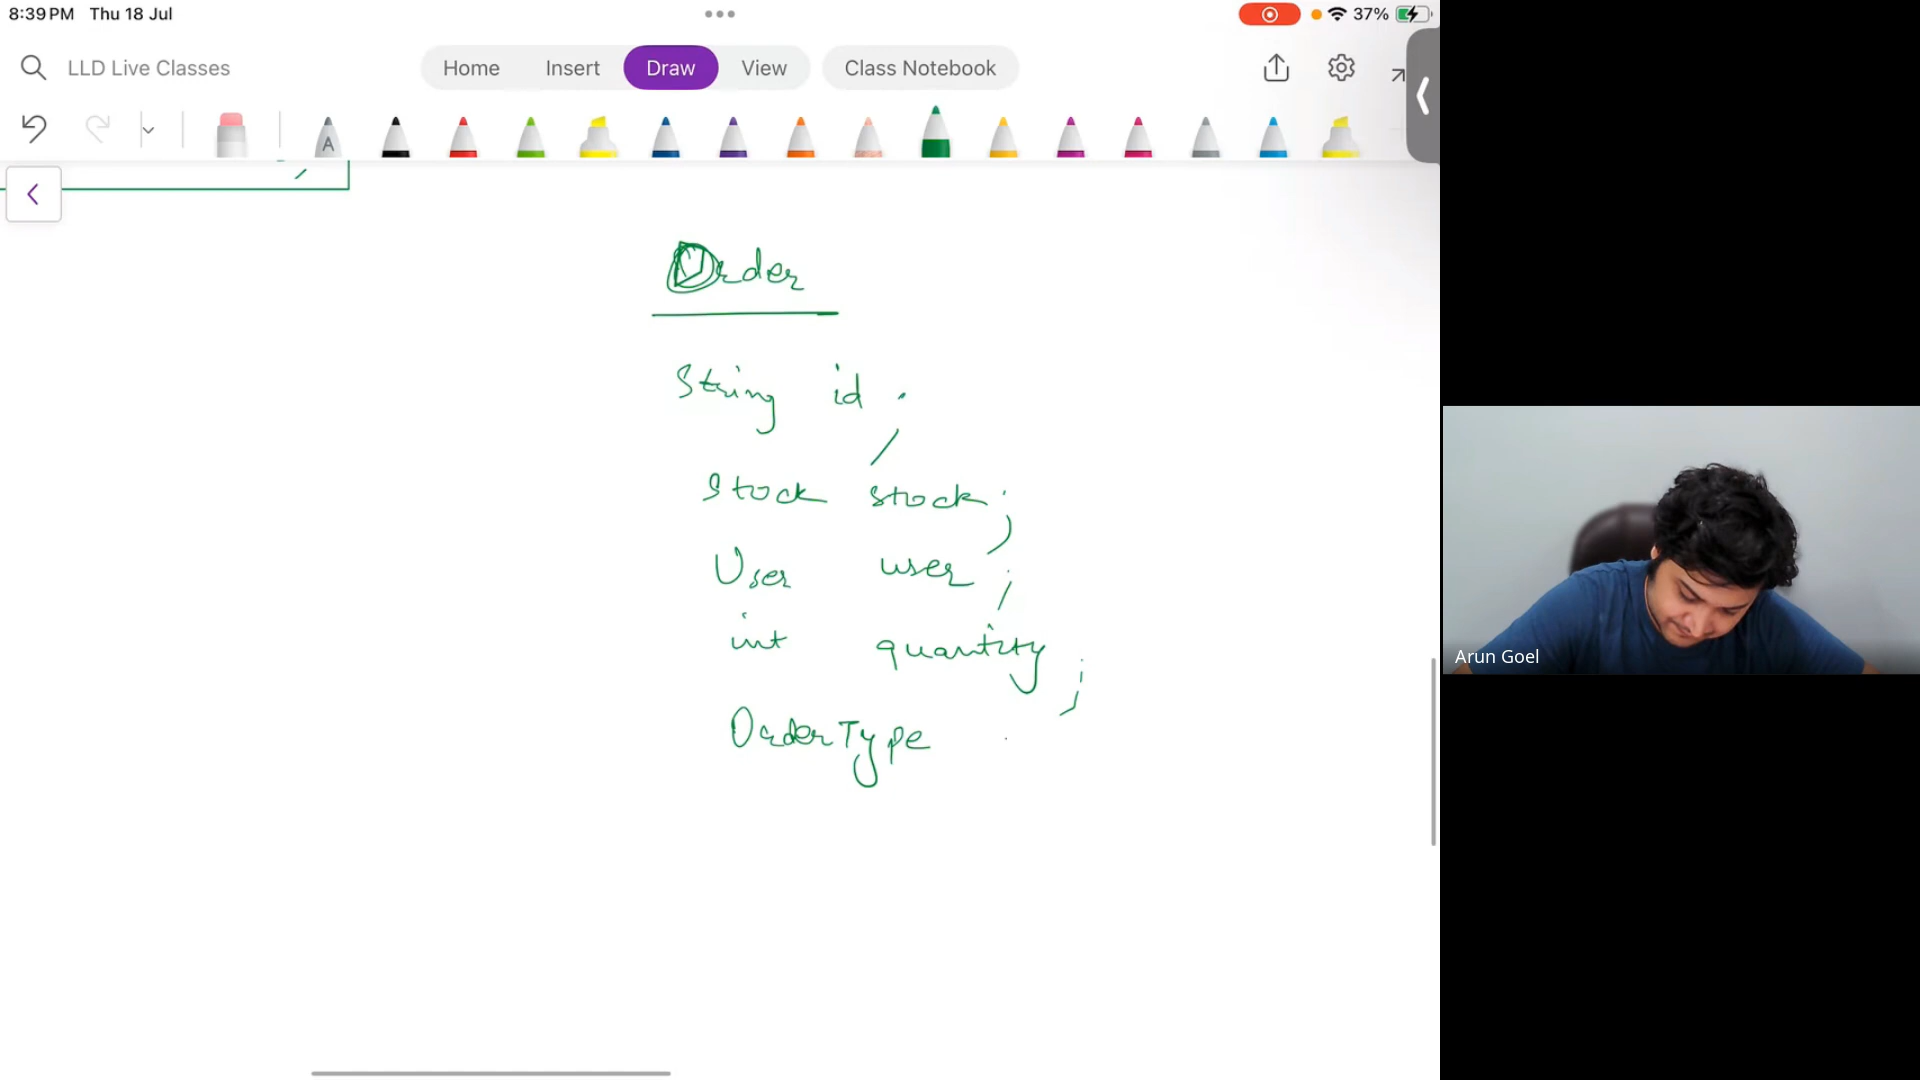 8:39 PM Thu 18 Jul
37%
LLD Live Classes
Home Insert Draw View Class Notebook
A
Order
String id ;
Stock stock ;
User user ;
int quantity ;
OrderType
Arun Goel